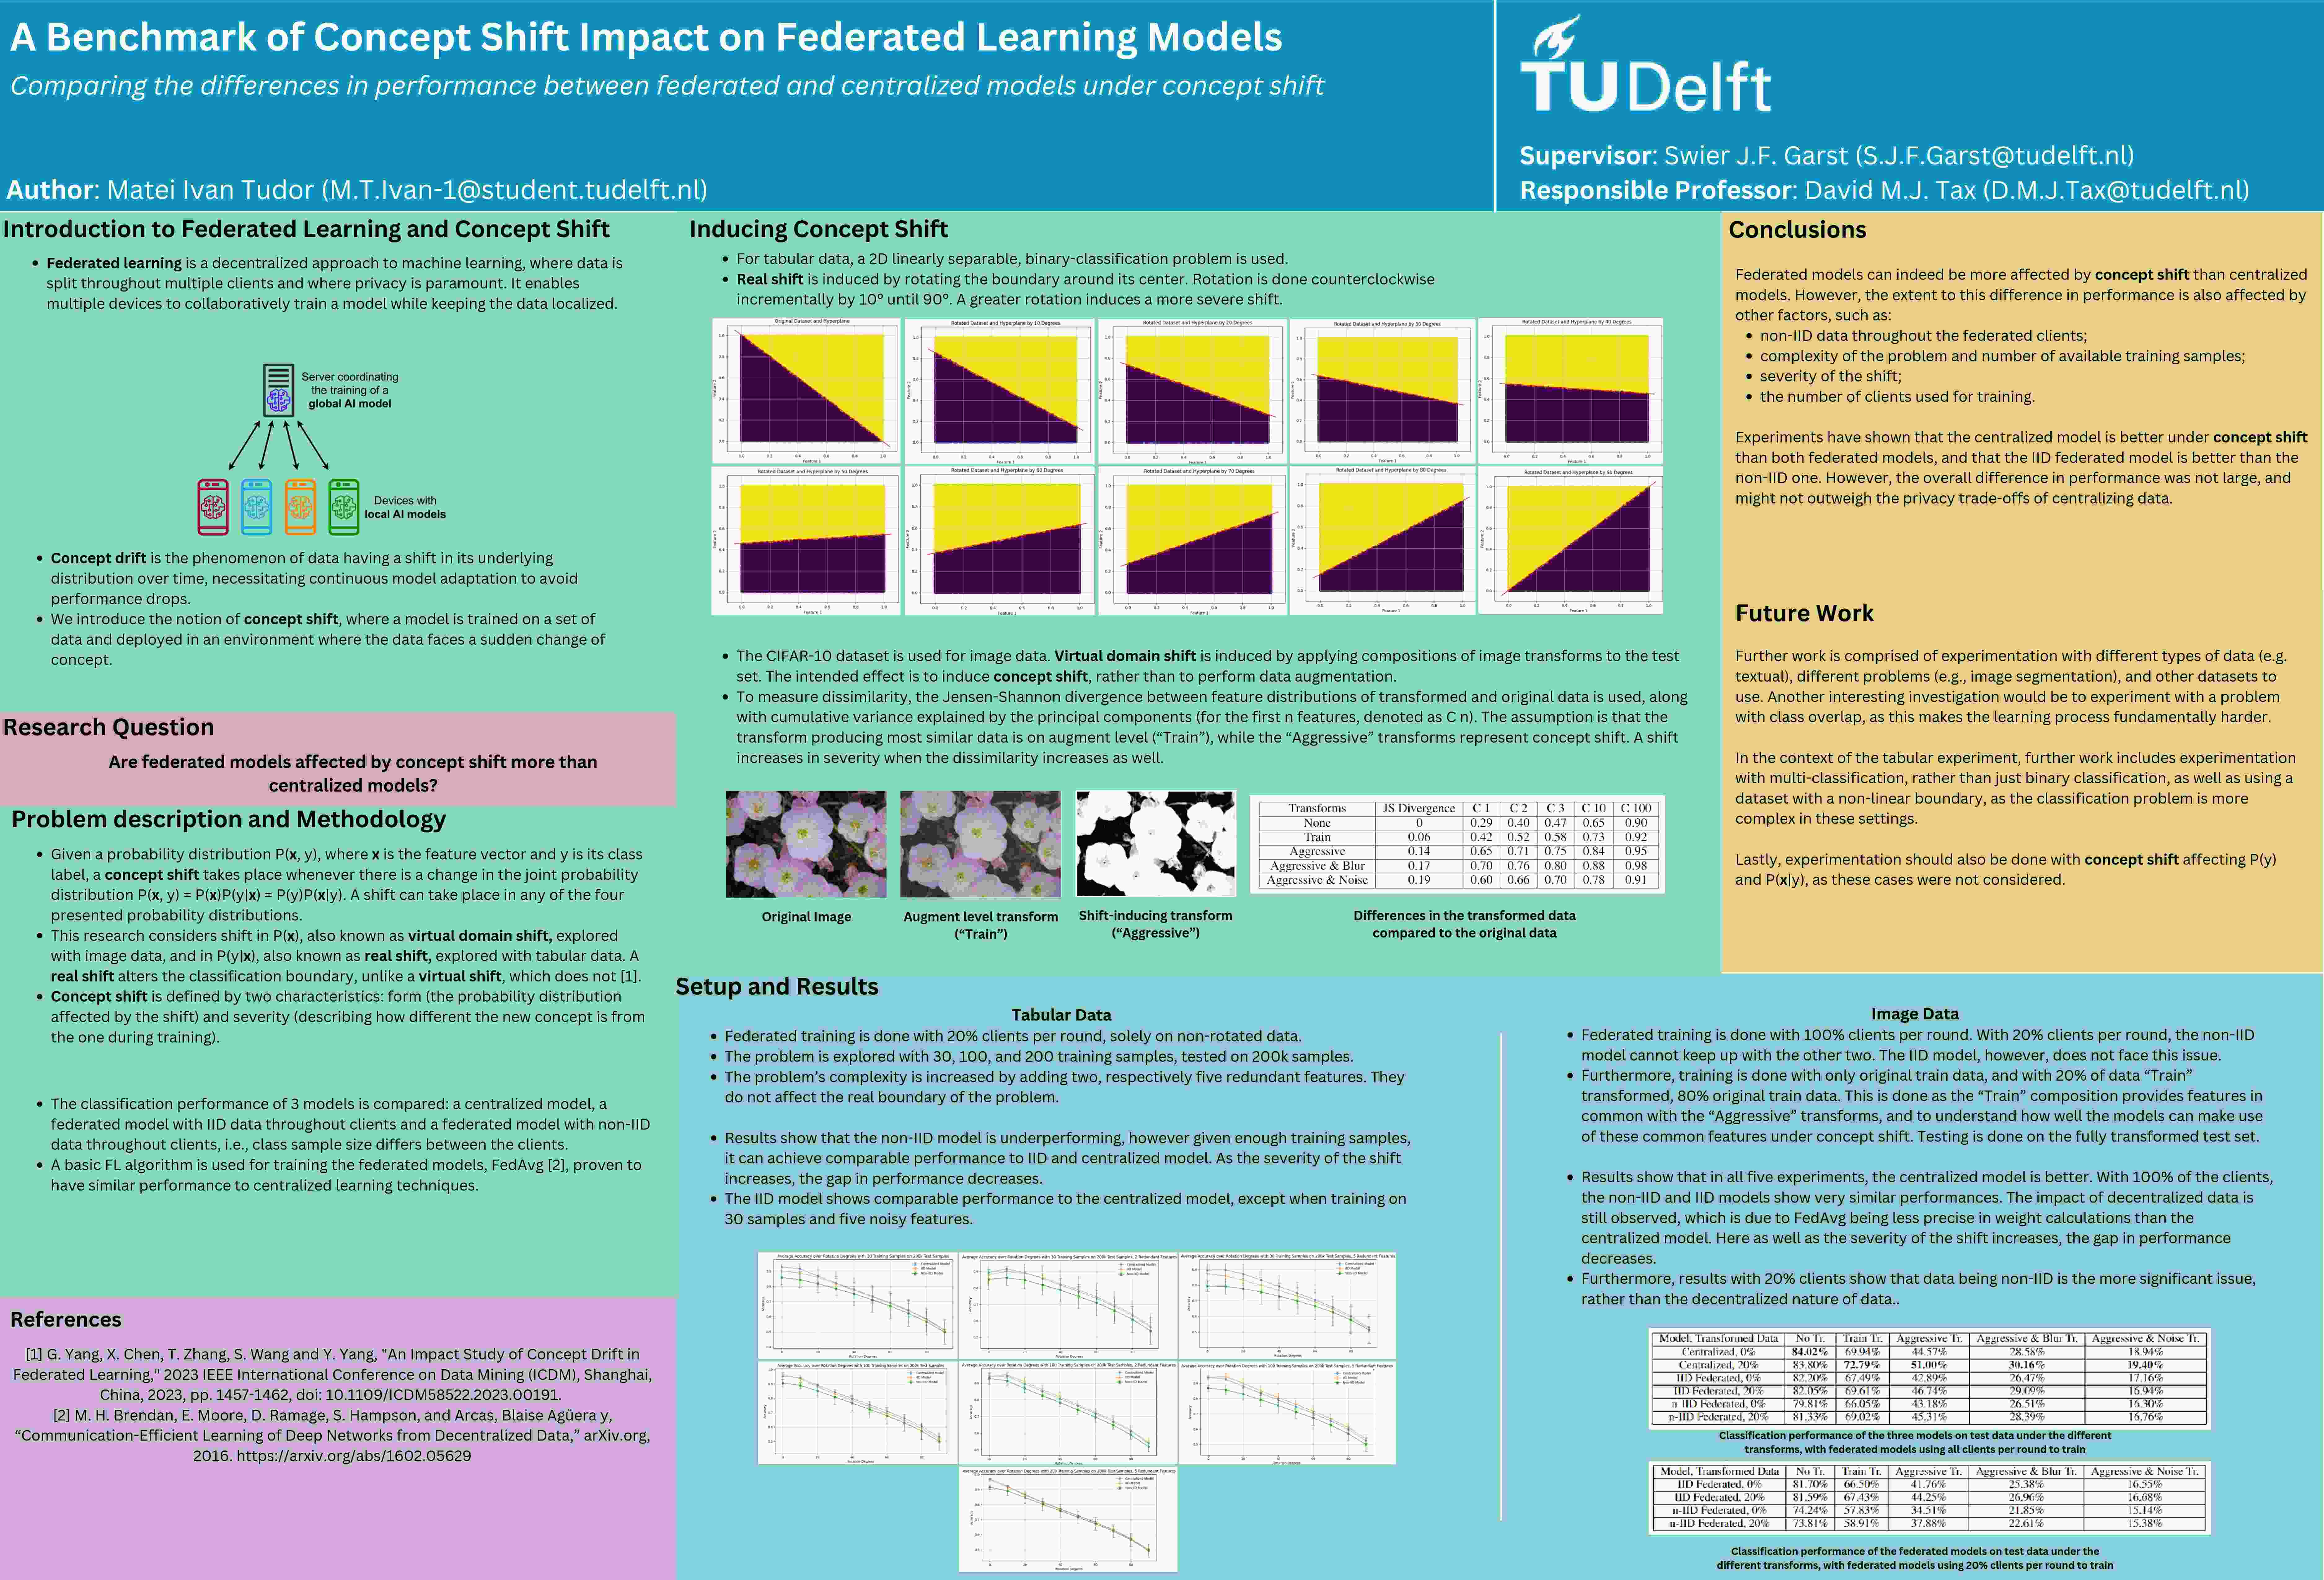 A Benchmark of Concept Shift Impact on Federated Learning Models
Comparing the differences in performance between federated and centralized models under concept shift
Author: Matei Ivan Tudor (M.T.Ivan-1@student.tudelft.nl)
TUDelft
Supervisor: Swier J.F. Garst (S.J.F.Garst@tudelft.nl)
Responsible Professor: David M.J. Tax (D.M.J.Tax@tudelft.nl)
Introduction to Federated Learning and Concept Shift
• Federated learning is a decentralized approach to machine learning, where data is
split throughout multiple clients and where privacy is paramount. It enables
multiple devices to collaboratively train a model while keeping the data localized.
Server coordinating
the training of a
global AI model
Devices with
local AI models
• Concept drift is the phenomenon of data having a shift in its underlying
distribution over time, necessitating continuous model adaptation to avoid
performance drops.
• We introduce the notion of concept shift, where a model is trained on a set of
data and deployed in an environment where the data faces a sudden change of
concept.
Research Question
Are federated models affected by concept shift more than
centralized models?
Problem description and Methodology
• Given a probability distribution P(x, y), where x is the feature vector and y is its class
label, a concept shift takes place whenever there is a change in the joint probability
distribution P(x, y) = P(x)P(y|x) = P(y)P(x|y). A shift can take place in any of the four
presented probability distributions.
• This research considers shift in P(x), also known as virtual domain shift, explored
with image data, and in P(y|x), also known as real shift, explored with tabular data. A
real shift alters the classification boundary, unlike a virtual shift, which does not [1].
• Concept shift is defined by two characteristics: form (the probability distribution
affected by the shift) and severity (describing how different the new concept is from
the one during training).
• The classification performance of 3 models is compared: a centralized model, a
federated model with IID data throughout clients and a federated model with non-IID
data throughout clients, i.e., class sample size differs between the clients.
• A basic FL algorithm is used for training the federated models, FedAvg [2], proven to
have similar performance to centralized learning techniques.
References
[1] G. Yang, X. Chen, T. Zhang, S. Wang and Y. Yang, "An Impact Study of Concept Drift in
Federated Learning," 2023 IEEE International Conference on Data Mining (ICDM), Shanghai,
China, 2023, pp. 1457-1462, doi: 10.1109/ICDM58522.2023.00191.
[2] M. H. Brendan, E. Moore, D. Ramage, S. Hampson, and Arcas, Blaise Agüera y,
“Communication-Efficient Learning of Deep Networks from Decentralized Data,” arXiv.org,
2016. https://arxiv.org/abs/1602.05629
Inducing Concept Shift
• For tabular data, a 2D linearly separable, binary-classification problem is used.
• Real shift is induced by rotating the boundary around its center. Rotation is done counterclockwise
incrementally by 10° until 90°. A greater rotation induces a more severe shift.
Original Dataset and Hyperplane
Rotated Dataset and Hyperplane by 10 Degrees
Rotated Dataset and Hyperplane by 20 Degrees
Rotated Dataset and Hyperplane by 30 Degrees
Rotated Dataset and Hyperplane by 40 Degrees
Rotated Dataset and Hyperplane by 50 Degrees
Rotated Dataset and Hyperplane by 60 Degrees
Rotated Dataset and Hyperplane by 70 Degrees
Rotated Dataset and Hyperplane by 80 Degrees
Rotated Dataset and Hyperplane by 90 Degrees
• The CIFAR-10 dataset is used for image data. Virtual domain shift is induced by applying compositions of image transforms to the test
set. The intended effect is to induce concept shift, rather than to perform data augmentation.
• To measure dissimilarity, the Jensen-Shannon divergence between feature distributions of transformed and original data is used, along
with cumulative variance explained by the principal components (for the first n features, denoted as C n). The assumption is that the
transform producing most similar data is on augment level (“Train”), while the “Aggressive” transforms represent concept shift. A shift
increases in severity when the dissimilarity increases as well.
Original Image
Augment level transform
(“Train”)
Shift-inducing transform
(“Aggressive”)
Transforms JS Divergence C 1 C 2 C 3 C 10 C 100
None 0 0.29 0.40 0.47 0.65 0.90
Train 0.06 0.42 0.52 0.58 0.73 0.92
Aggressive 0.14 0.65 0.71 0.75 0.84 0.95
Aggressive & Blur 0.17 0.70 0.76 0.80 0.88 0.98
Aggressive & Noise 0.19 0.60 0.66 0.70 0.78 0.91
Differences in the transformed data
compared to the original data
Conclusions
Federated models can indeed be more affected by concept shift than centralized
models. However, the extent to this difference in performance is also affected by
other factors, such as:
• non-IID data throughout the federated clients;
• complexity of the problem and number of available training samples;
• severity of the shift;
• the number of clients used for training.
Experiments have shown that the centralized model is better under concept shift
than both federated models, and that the IID federated model is better than the
non-IID one. However, the overall difference in performance was not large, and
might not outweigh the privacy trade-offs of centralizing data.
Future Work
Further work is comprised of experimentation with different types of data (e.g.
textual), different problems (e.g., image segmentation), and other datasets to
use. Another interesting investigation would be to experiment with a problem
with class overlap, as this makes the learning process fundamentally harder.
In the context of the tabular experiment, further work includes experimentation
with multi-classification, rather than just binary classification, as well as using a
dataset with a non-linear boundary, as the classification problem is more
complex in these settings.
Lastly, experimentation should also be done with concept shift affecting P(y)
and P(x|y), as these cases were not considered.
Setup and Results
Tabular Data
• Federated training is done with 20% clients per round, solely on non-rotated data.
• The problem is explored with 30, 100, and 200 training samples, tested on 200k samples.
• The problem’s complexity is increased by adding two, respectively five redundant features. They
do not affect the real boundary of the problem.
• Results show that the non-IID model is underperforming, however given enough training samples,
it can achieve comparable performance to IID and centralized model. As the severity of the shift
increases, the gap in performance decreases.
• The IID model shows comparable performance to the centralized model, except when training on
30 samples and five noisy features.
Image Data
• Federated training is done with 100% clients per round. With 20% clients per round, the non-IID
model cannot keep up with the other two. The IID model, however, does not face this issue.
• Furthermore, training is done with only original train data, and with 20% of data “Train”
transformed, 80% original train data. This is done as the “Train” composition provides features in
common with the “Aggressive” transforms, and to understand how well the models can make use
of these common features under concept shift. Testing is done on the fully transformed test set.
• Results show that in all five experiments, the centralized model is better. With 100% of the clients,
the non-IID and IID models show very similar performances. The impact of decentralized data is
still observed, which is due to FedAvg being less precise in weight calculations than the
centralized model. Here as well as the severity of the shift increases, the gap in performance
decreases.
• Furthermore, results with 20% clients show that data being non-IID is the more significant issue,
rather than the decentralized nature of data..
Model, Transformed Data No Tr. Train Tr. Aggressive Tr. Aggressive & Blur Tr. Aggressive & Noise Tr.
Centralized, 0% 84.02% 69.94% 44.57% 28.58% 18.94%
Centralized, 20% 83.80% 72.79% 51.00% 30.16% 19.40%
IID Federated, 0% 82.20% 67.49% 42.89% 26.47% 17.16%
IID Federated, 20% 82.05% 69.61% 46.74% 29.09% 16.94%
n-IID Federated, 0% 79.81% 66.05% 43.18% 26.51% 16.30%
n-IID Federated, 20% 81.33% 69.02% 45.31% 28.39% 16.76%
Classification performance of the three models on test data under the different
transforms, with federated models using all clients per round to train
Model, Transformed Data No Tr. Train Tr. Aggressive Tr. Aggressive & Blur Tr. Aggressive & Noise Tr.
IID Federated, 0% 81.70% 66.50% 41.76% 25.38% 16.55%
IID Federated, 20% 81.59% 67.43% 44.25% 26.96% 16.68%
n-IID Federated, 0% 74.24% 57.83% 34.51% 21.85% 15.14%
n-IID Federated, 20% 73.81% 58.91% 37.88% 22.61% 15.38%
Classification performance of the federated models on test data under the
different transforms, with federated models using 20% clients per round to train